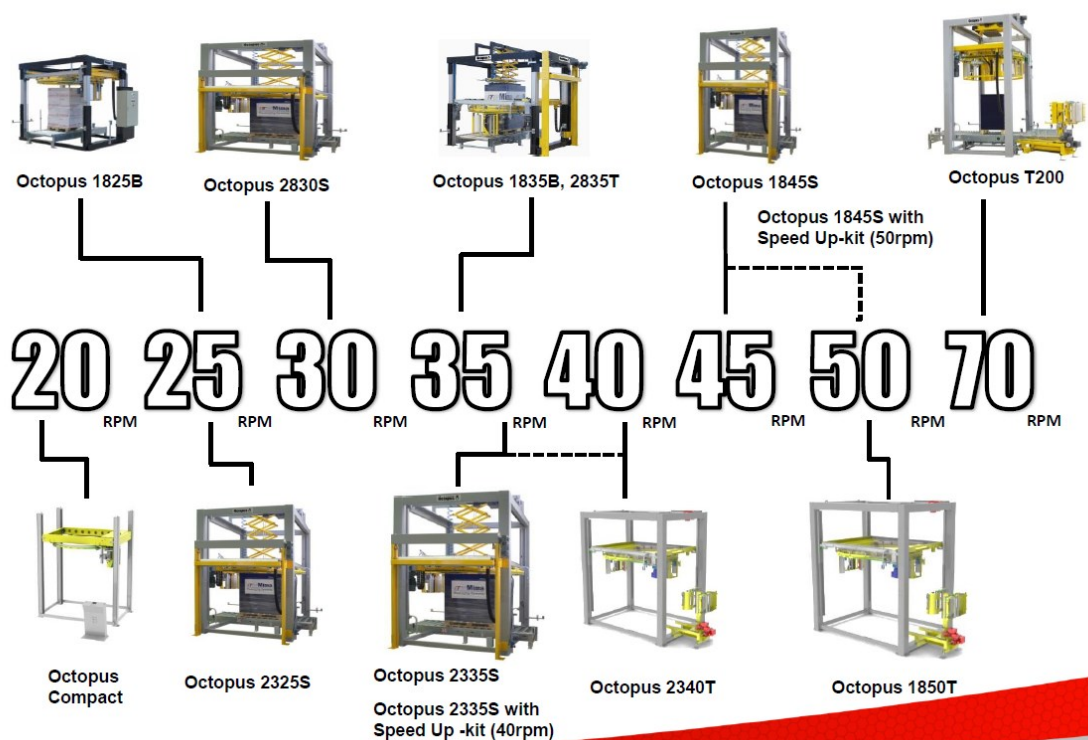 Octopus 1825B
Octopus 2830S
Octopus 1835B, 2835T
Octopus 1845S
Octopus T200
Octopus 1845S with
Speed Up-kit (50rpm)
20 RPM
25 RPM
30 RPM
35 RPM
40 RPM
45 RPM
50 RPM
70 RPM
Octopus
Compact
Octopus 2325S
Octopus 2335S
Octopus 2335S with
Speed Up -kit (40rpm)
Octopus 2340T
Octopus 1850T